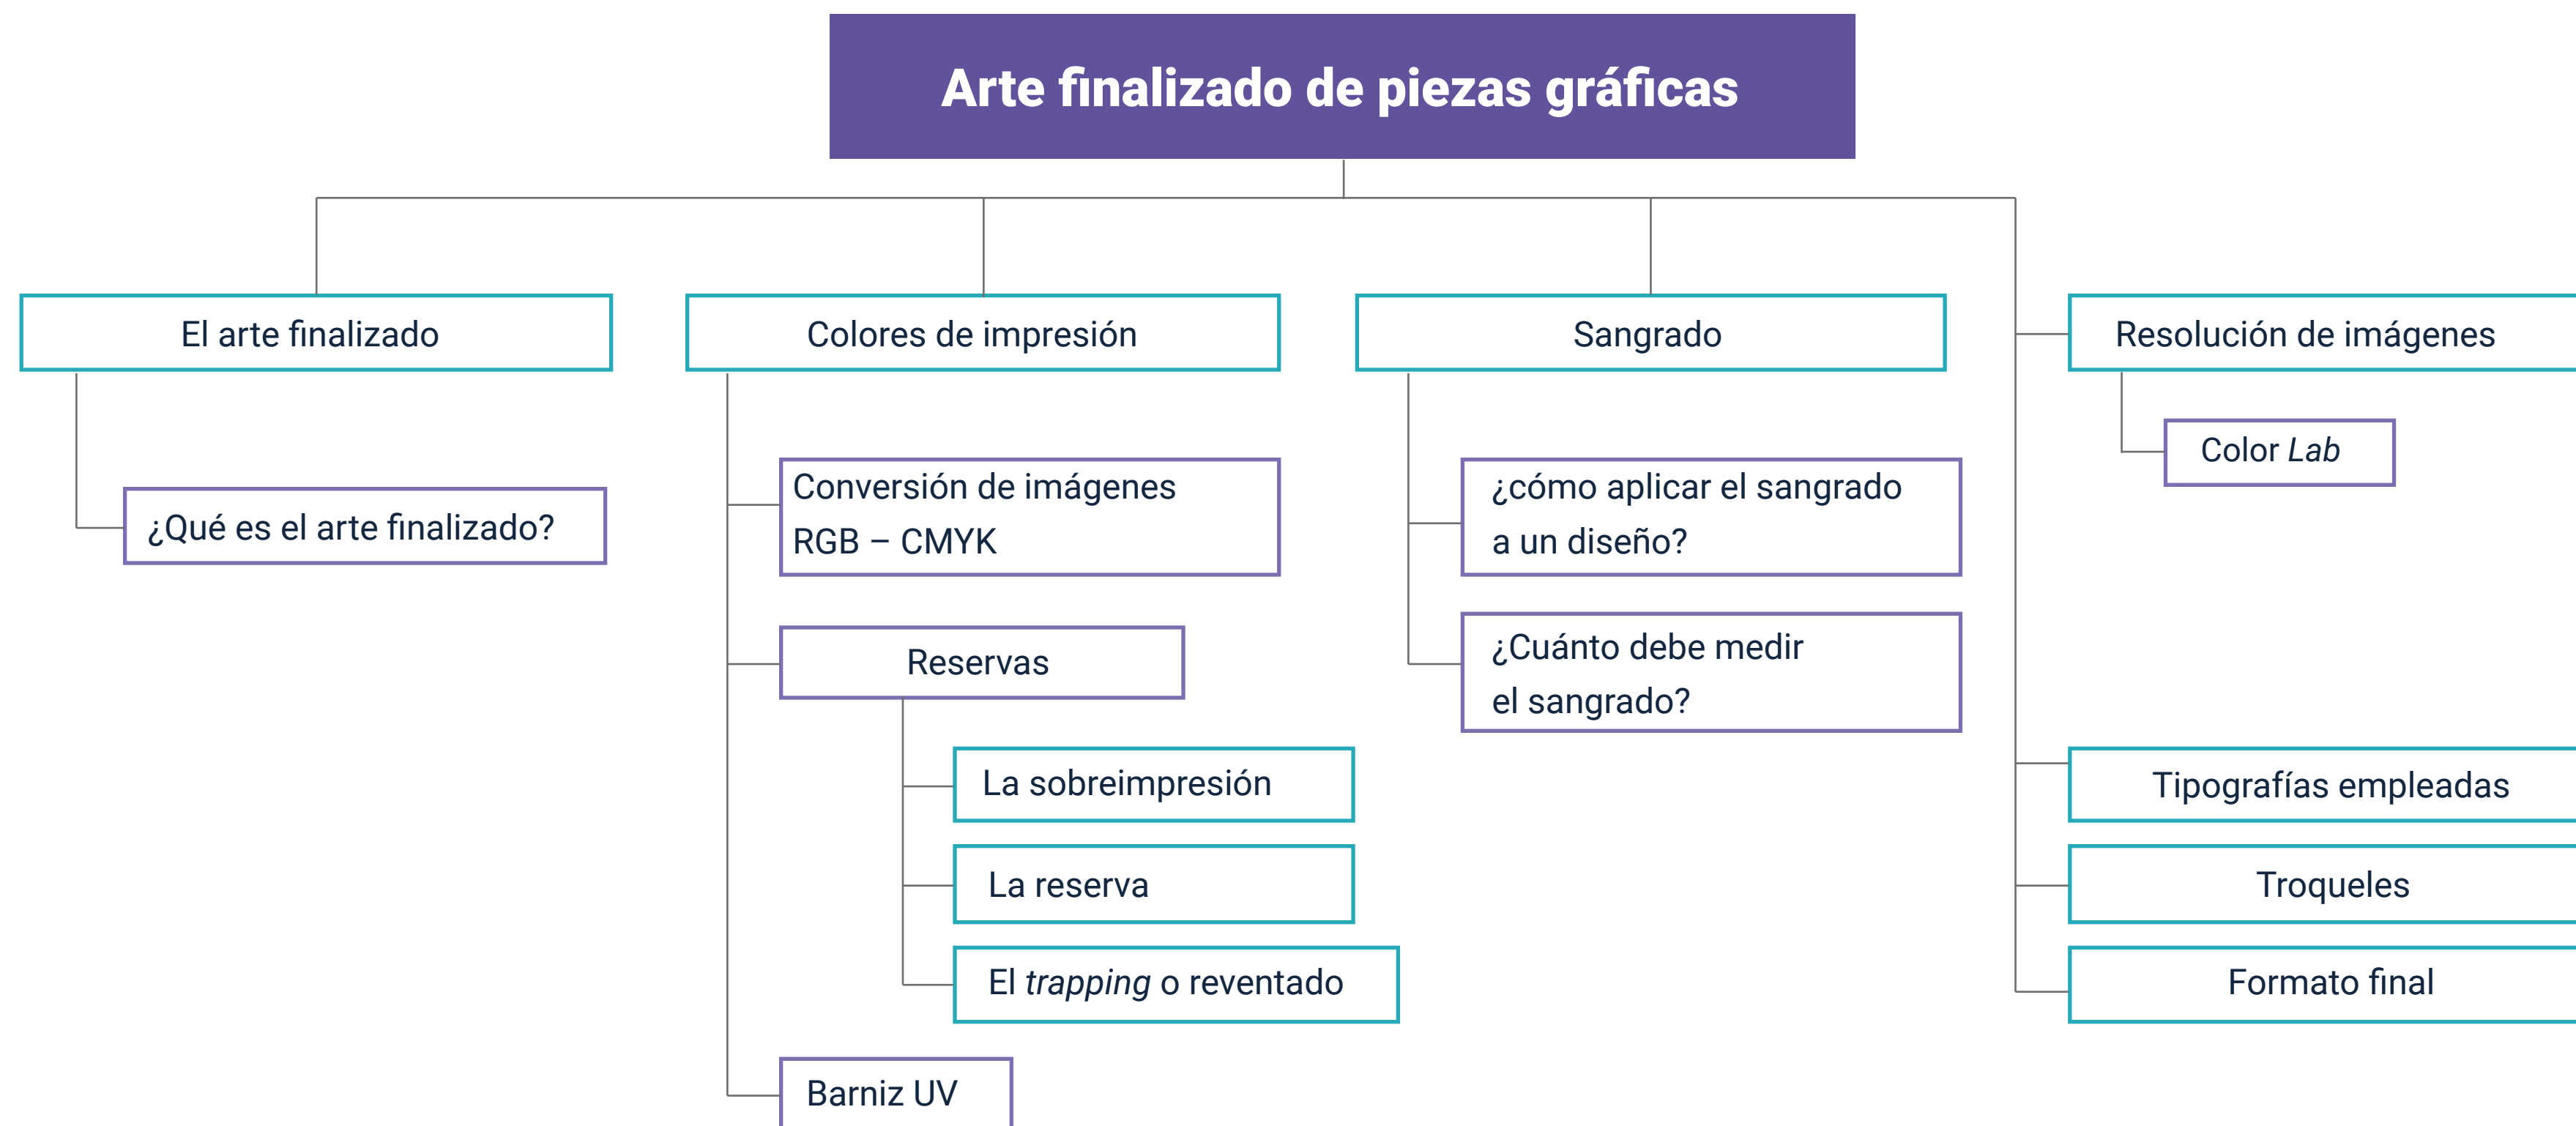 Arte finalizado de piezas gráficas
El arte finalizado
¿Qué es el arte finalizado?
Colores de impresión
Conversión de imágenes
RGB – CMYK
Reservas
La sobreimpresión
La reserva
El trapping o reventado
Barniz UV
Sangrado
¿cómo aplicar el sangrado
a un diseño?
¿Cuánto debe medir
el sangrado?
Resolución de imágenes
Color Lab
Tipografías empleadas
Troqueles
Formato final